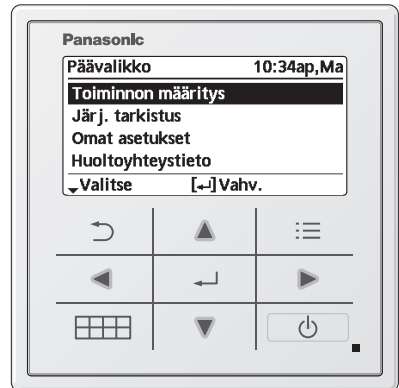 Panasonic
Päävalikko 10:34ap,Ma
Toiminnon määritys
Järj. tarkistus
Omat asetukset
Huoltoyhteystieto
Valitse [↵] Vahv.